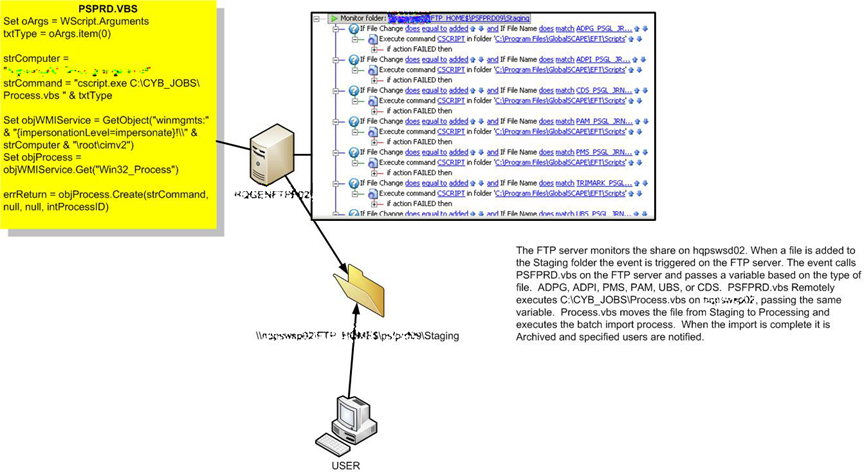 PSPRD.VBS
Set oArgs = WScript.Arguments
txtType = oArgs.item(0)
strComputer =
strCommand = "cscript.exe C:\CYB_JOBS\
Process.vbs " & txtType
Set objWMIService = GetObject("winmgmts:"
& "{impersonationLevel=impersonate}!\\" &
strComputer & "\root\cimv2")
Set objProcess =
objWMIService.Get("Win32_Process")
errReturn = objProcess.Create(strCommand,
null, null, intProcessID)
Monitor folder: FTP_HOME$\PSFPRD09\Staging
If File Change does equal to added and If File Name does match ADPG_PSGL_JR...
Execute command CSCRIPT in folder 'C:\Program Files\GlobalSCAPE\EFT\Scripts'
if action FAILED then
If File Change does equal to added and If File Name does match ADPI_PSGL_JR...
Execute command CSCRIPT in folder 'C:\Program Files\GlobalSCAPE\EFT\Scripts'
if action FAILED then
If File Change does equal to added and If File Name does match CDS_PSGL_JRN...
Execute command CSCRIPT in folder 'C:\Program Files\GlobalSCAPE\EFT\Scripts'
if action FAILED then
If File Change does equal to added and If File Name does match PAM_PSGL_JRN...
Execute command CSCRIPT in folder 'C:\Program Files\GlobalSCAPE\EFT\Scripts'
if action FAILED then
If File Change does equal to added and If File Name does match PMS_PSGL_JRN...
Execute command CSCRIPT in folder 'C:\Program Files\GlobalSCAPE\EFT\Scripts'
if action FAILED then
If File Change does equal to added and If File Name does match TRIMARK_PSGL...
Execute command CSCRIPT in folder 'C:\Program Files\GlobalSCAPE\EFT\Scripts'
if action FAILED then
If File Change does equal to added and If File Name does match UBS_PSGL_JRN...
The FTP server monitors the share on hqpswsd02. When a file is added to
the Staging folder the event is triggered on the FTP server. The event calls
PSFPRD.vbs on the FTP server and passes a variable based on the type of
file. ADPG, ADPI, PMS, PAM, UBS, or CDS. PSFPRD.vbs Remotely
executes C:\CYB_JOBS\Process.vbs on , passing the same
variable. Process.vbs moves the file from Staging to Processing and
executes the batch import process. When the import is complete it is
Archived and specified users are notified.
\Staging
USER